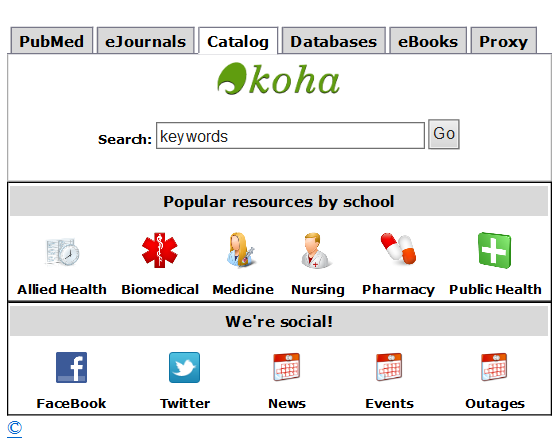 PubMed eJournals Catalog Databases eBooks Proxy
koha
Search: keywords Go
Popular resources by school
Allied Health Biomedical Medicine Nursing Pharmacy Public Health
We're social!
FaceBook Twitter News Events Outages
©